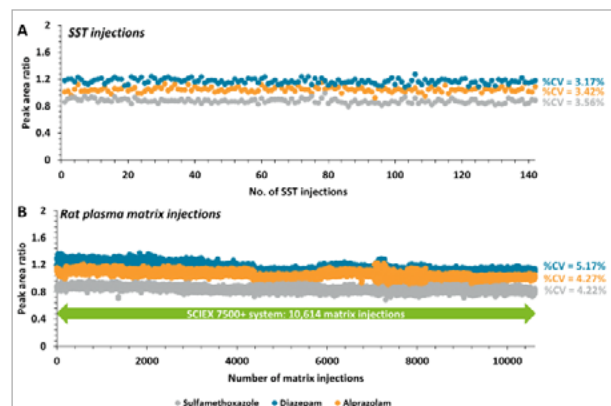 A SST injections
2
1.6
1.2
0.8
0.4
0
Peak area ratio
%CV = 3.17%
%CV = 3.42%
%CV = 3.56%
0 20 40 60 80 100 120 140
No. of SST injections
B Rat plasma matrix injections
2
1.6
1.2
0.8
0.4
0
Peak area ratio
%CV = 5.17%
%CV = 4.27%
%CV = 4.22%
SCIEX 7500+ system: 10,614 matrix injections
0 2000 4000 6000 8000 10000
Number of matrix injections
Sulfamethoxazole Diazepam Alprazolam